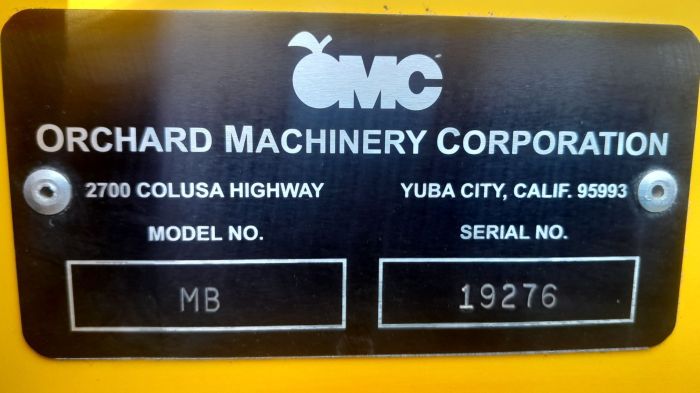 OMC
ORCHARD MACHINERY CORPORATION
2700 COLUSA HIGHWAY YUBA CITY, CALIF. 95993
MODEL NO. SERIAL NO.
MB 19276